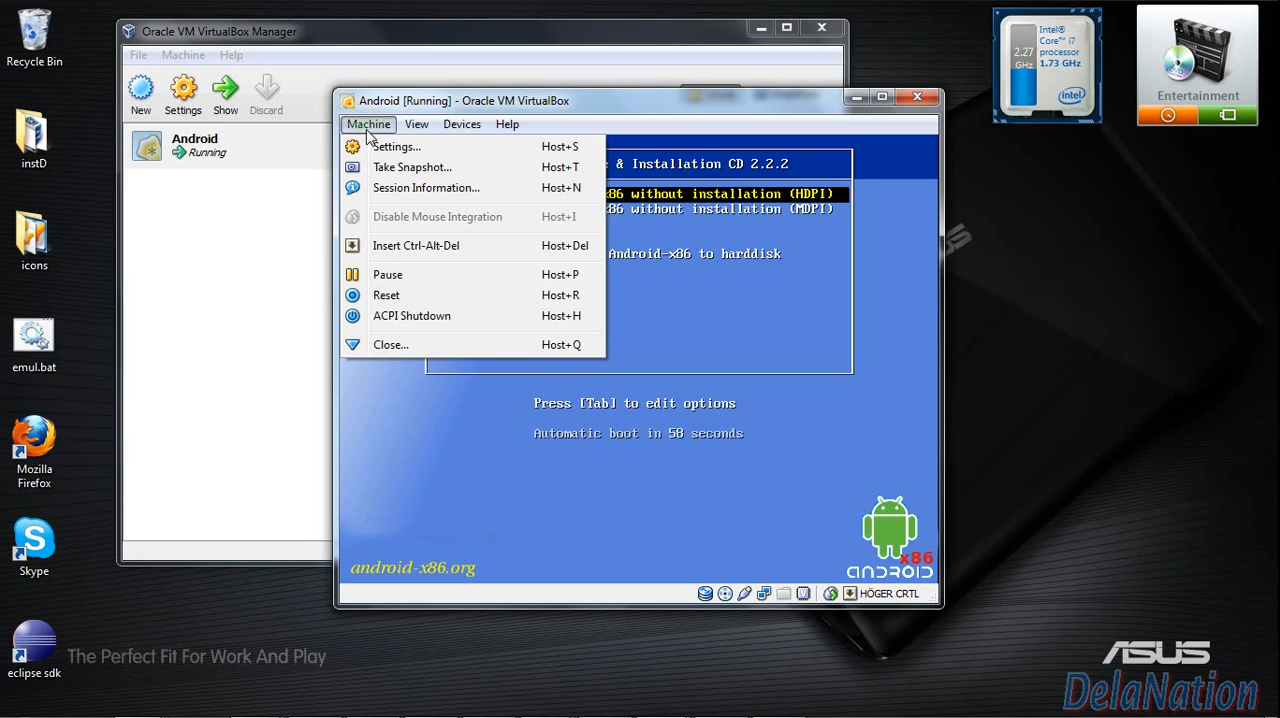 Recycle Bin
instD
icons
emul.bat
Mozilla
Firefox
Skype
eclipse sdk
Oracle VM VirtualBox Manager
File Machine Help
New Settings Show Discard
Android
Running
Android [Running] - Oracle VM VirtualBox
Machine View Devices Help
Settings... Host+S
Take Snapshot... Host+T
Session Information... Host+N
Disable Mouse Integration Host+I
Insert Ctrl-Alt-Del Host+Del
Pause Host+P
Reset Host+R
ACPI Shutdown Host+H
Close... Host+Q
& Installation CD 2.2.2
x86 without installation (HDPI)
x86 without installation (MDPI)
Android-x86 to harddisk
Press [Tab] to edit options
Automatic boot in 58 seconds
android-x86.org
x86
ANDROID
HÖGER CRTL
2.27
GHz
Intel®
Core™ i7
processor
1.73 GHz
intel
Entertainment
The Perfect Fit For Work And Play
ASUS
DelaNation